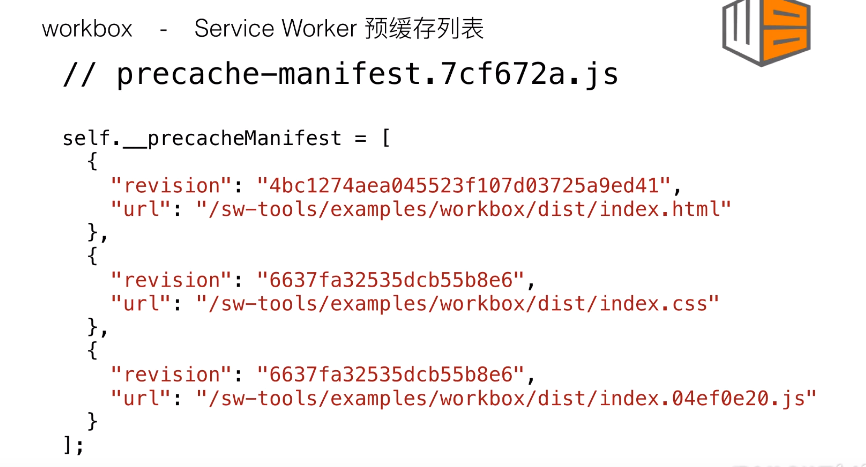 workbox - Service Worker 预缓存列表
// precache-manifest.7cf672a.js
self.__precacheManifest = [
{
"revision": "4bc1274aea045523f107d03725a9ed41",
"url": "/sw-tools/examples/workbox/dist/index.html"
},
{
"revision": "6637fa32535dcb55b8e6",
"url": "/sw-tools/examples/workbox/dist/index.css"
},
{
"revision": "6637fa32535dcb55b8e6",
"url": "/sw-tools/examples/workbox/dist/index.04ef0e20.js"
}
];